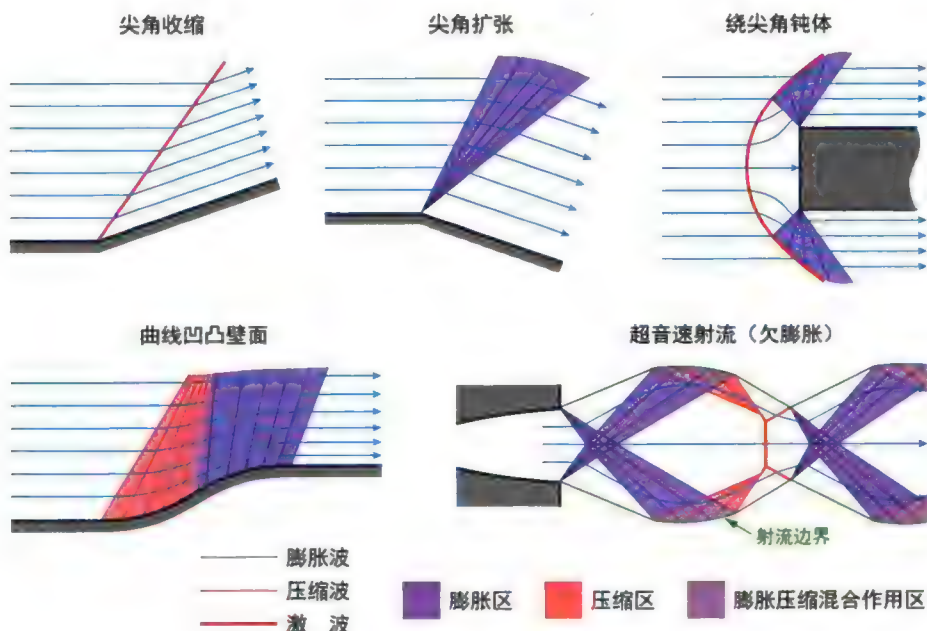 尖角收缩
尖角扩张
绕尖角钝体
曲线凹凸壁面
超音速射流（欠膨胀）
射流边界
膨胀波
压缩波
激 波
膨胀区
压缩区
膨胀压缩混合作用区